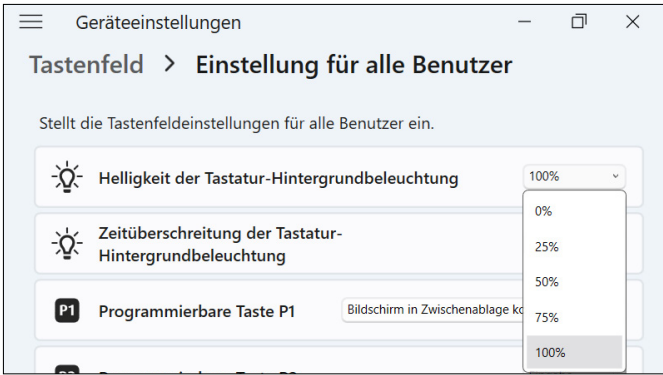 Geräteeinstellungen
Tastenfeld > Einstellung für alle Benutzer
Stellt die Tastenfeldeinstellungen für alle Benutzer ein.
Helligkeit der Tastatur-Hintergrundbeleuchtung 100%
0%
Zeitüberschreitung der Tastatur-
Hintergrundbeleuchtung
25%
50%
P1 Programmierbare Taste P1 Bildschirm in Zwischenablage ko
75%
100%